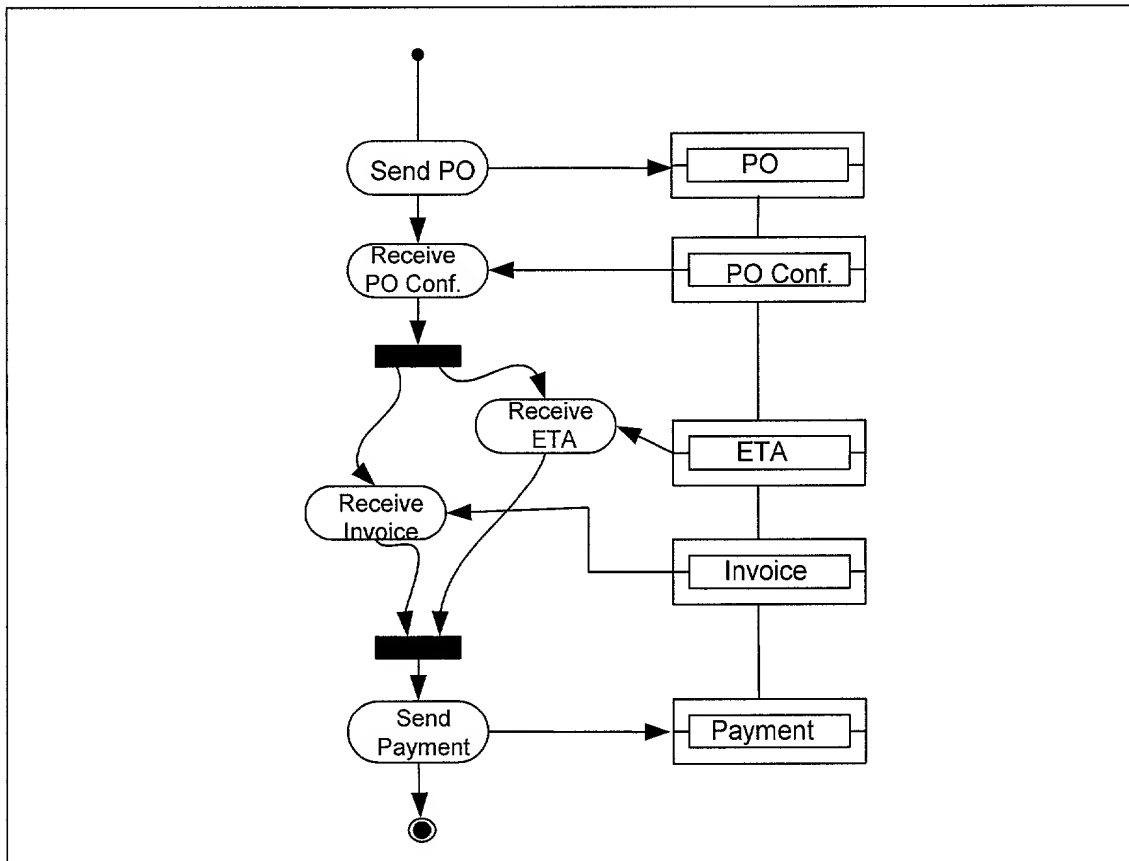 Send PO
PO
Receive
PO Conf.
PO Conf.
Receive
ETA
ETA
Receive
Invoice
Invoice
Send
Payment
Payment